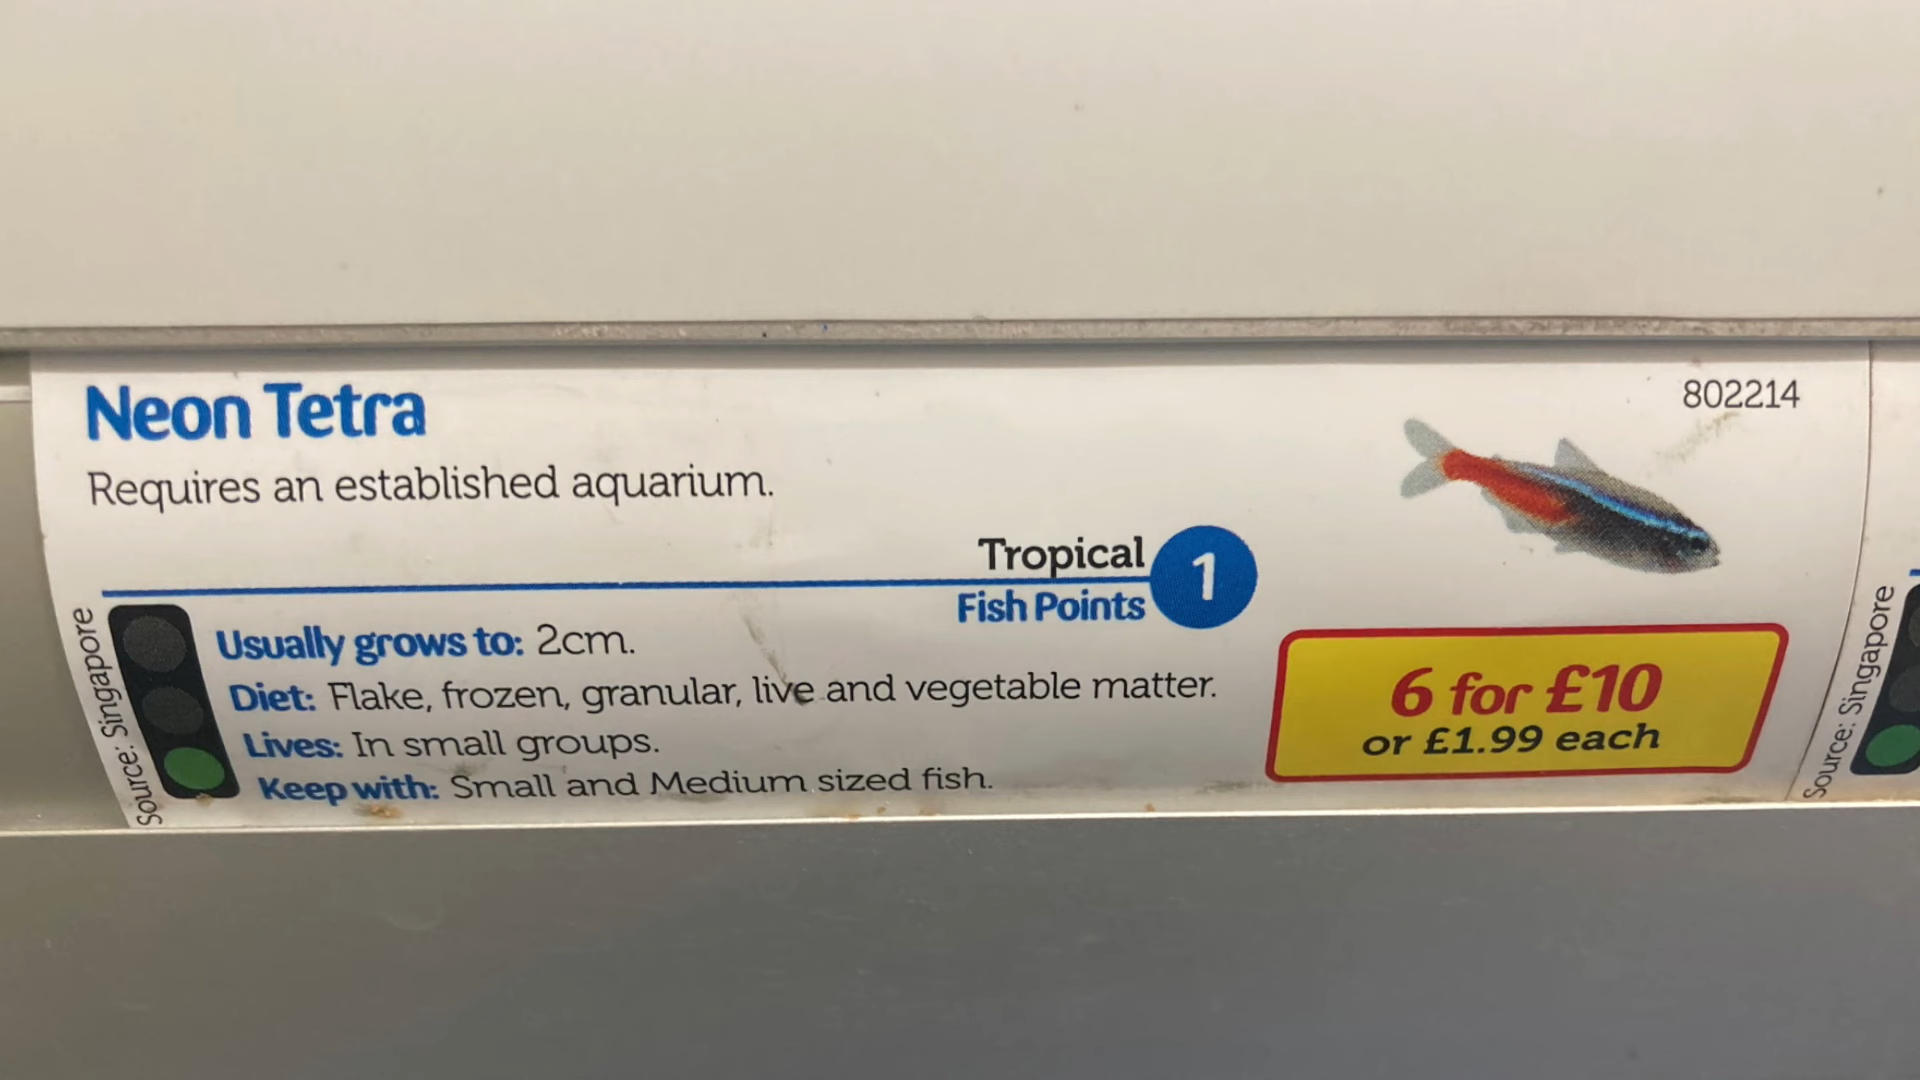 Neon Tetra
802214
Requires an established aquarium.
Tropical
Fish Points
1
Source: Singapore
Usually grows to: 2cm.
Diet: Flake, frozen, granular, live and vegetable matter.
Lives: In small groups.
Keep with: Small and Medium sized fish.
6 for £10
or £1.99 each
Source: Singapore